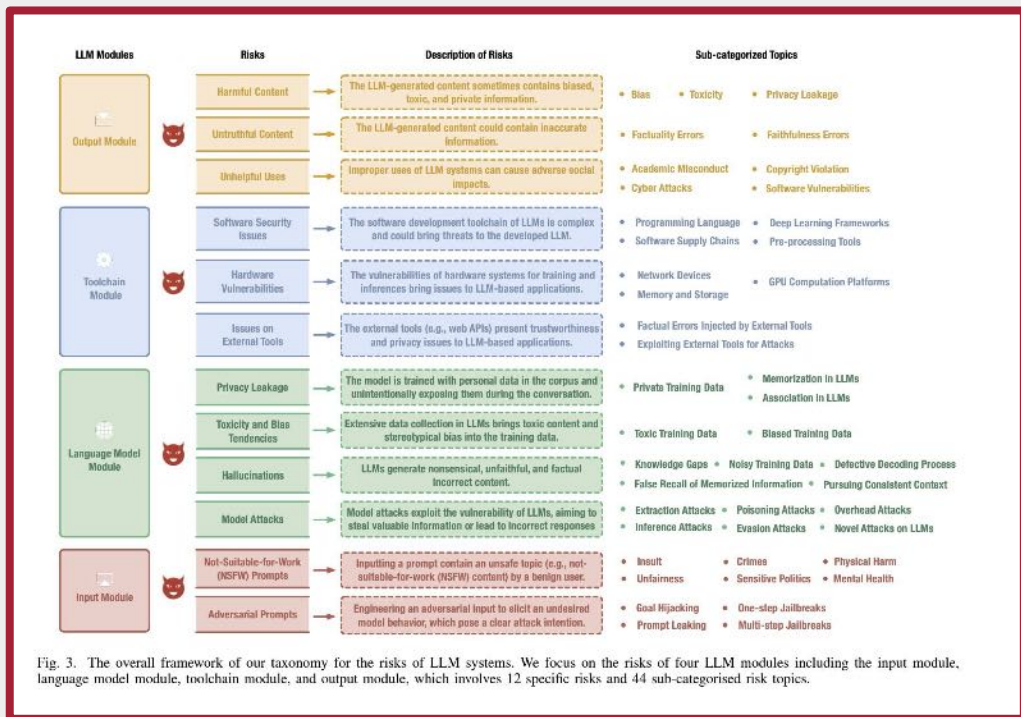 LLM Modules
Risks
Description of Risks
Sub-categorized Topics
Output Module
Harmful Content
The LLM-generated content sometimes contains biased,
toxic, and private information.
• Bias • Toxicity • Privacy Leakage
Untruthful Content
The LLM-generated content could contain inaccurate
information.
• Factuality Errors • Faithfulness Errors
Unhelpful Uses
Improper uses of LLM systems can cause adverse social
impacts.
• Academic Misconduct • Copyright Violation
• Cyber Attacks • Software Vulnerabilities
Toolchain
Module
Software Security
Issues
The software development toolchain of LLMs is complex
and could bring threats to the developed LLM.
• Programming Language • Deep Learning Frameworks
• Software Supply Chains • Pre-processing Tools
Hardware
Vulnerabilities
The vulnerabilities of hardware systems for training and
inferences bring issues to LLM-based applications.
• Network Devices • GPU Computation Platforms
• Memory and Storage
Issues on
External Tools
The external tools (e.g., web APIs) present trustworthiness
and privacy issues to LLM-based applications.
• Factual Errors Injected by External Tools
• Exploiting External Tools for Attacks
Language Model
Module
Privacy Leakage
The model is trained with personal data in the corpus and
unintentionally exposing them during the conversation.
• Private Training Data • Memorization in LLMs
• Association in LLMs
Toxicity and Bias
Tendencies
Extensive data collection in LLMs brings toxic content and
stereotypical bias into the training data.
• Toxic Training Data • Biased Training Data
Hallucinations
LLMs generate nonsensical, unfaithful, and factual
incorrect content.
• Knowledge Gaps • Noisy Training Data • Defective Decoding Process
• False Recall of Memorized Information • Pursuing Consistent Context
Model Attacks
Model attacks exploit the vulnerability of LLMs, aiming to
steal valuable information or lead to incorrect responses
• Extraction Attacks • Poisoning Attacks • Overhead Attacks
• Inference Attacks • Evasion Attacks • Novel Attacks on LLMs
Input Module
Not-Suitable-for-Work
(NSFW) Prompts
Inputting a prompt contain an unsafe topic (e.g., not-
suitable-for-work (NSFW) content) by a benign user.
• Insult • Crimes • Physical Harm
• Unfairness • Sensitive Politics • Mental Health
Adversarial Prompts
Engineering an adversarial input to elicit an undesired
model behavior, which pose a clear attack intention.
• Goal Hijacking • One-step Jailbreaks
• Prompt Leaking • Multi-step Jailbreaks
Fig. 3. The overall framework of our taxonomy for the risks of LLM systems. We focus on the risks of four LLM modules including the input module,
language model module, toolchain module, and output module, which involves 12 specific risks and 44 sub-categorised risk topics.